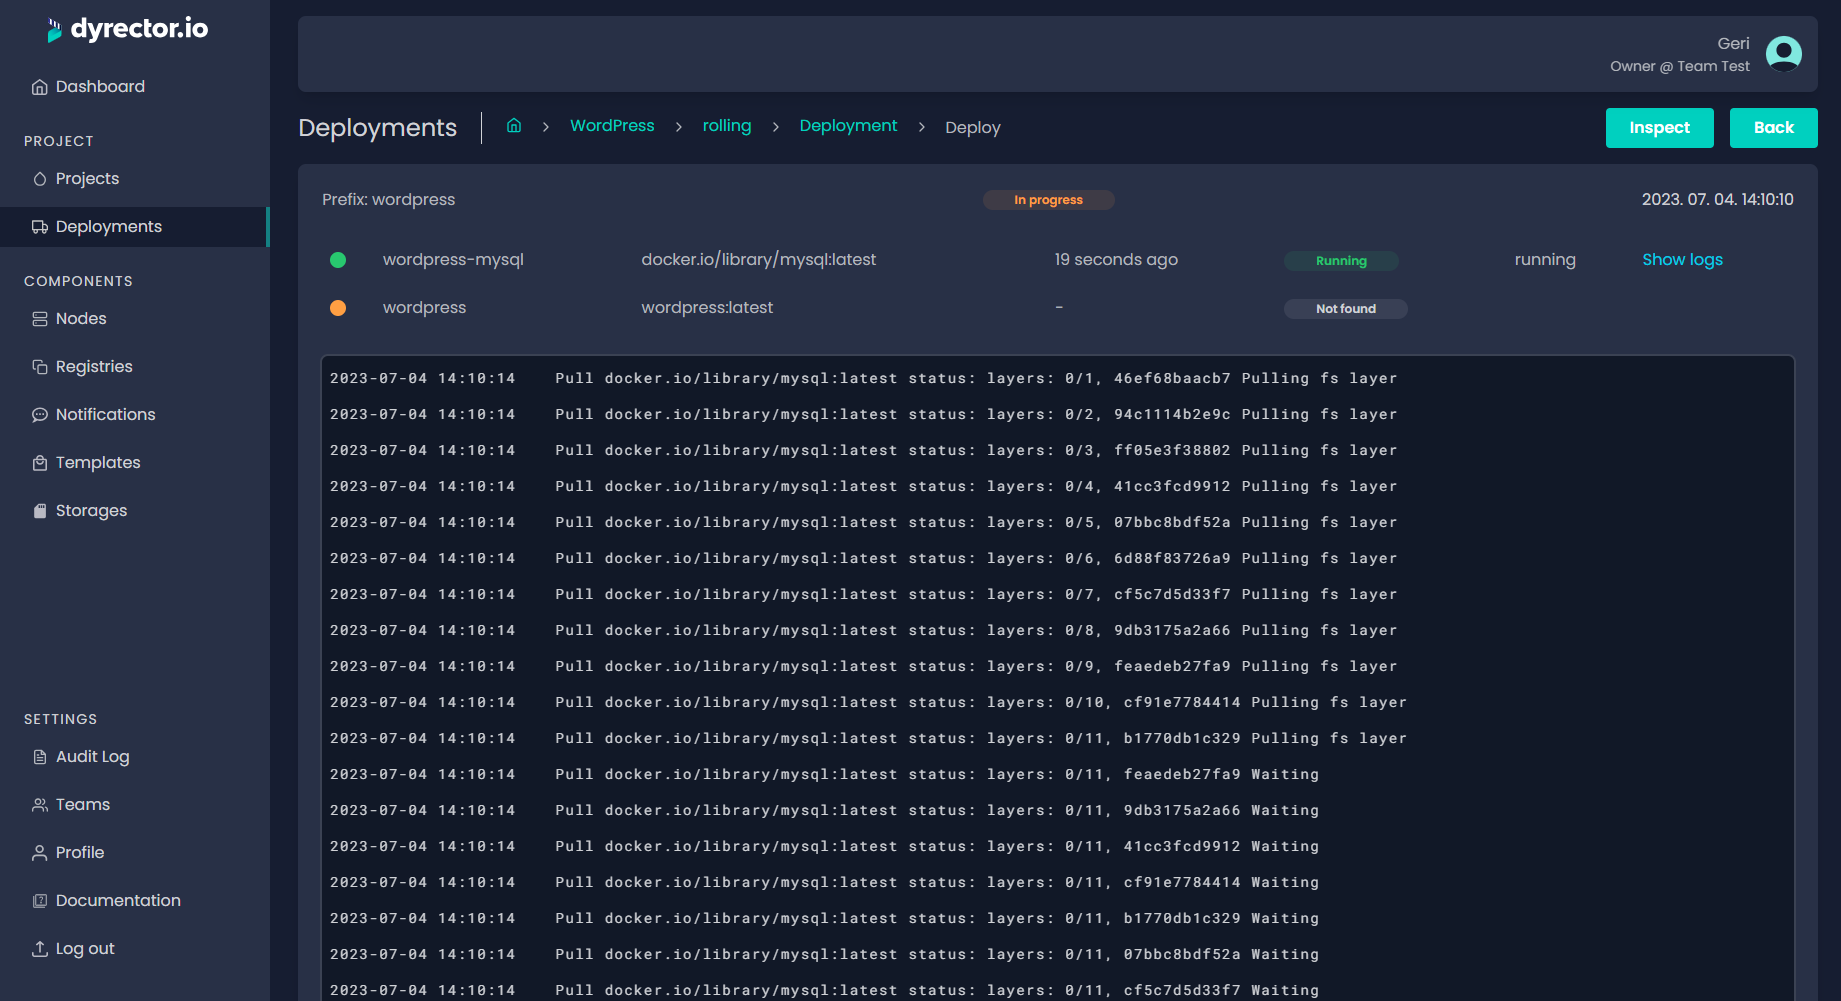 dyrector.io
Geri
Owner @ Team Test
Dashboard
PROJECT
Projects
Deployments
COMPONENTS
Nodes
Registries
Notifications
Templates
Storages
SETTINGS
Audit Log
Teams
Profile
Documentation
Log out
Deployments WordPress > rolling > Deployment > Deploy
Inspect Back
Prefix: wordpress In progress 2023. 07. 04. 14:10:10
wordpress-mysql docker.io/library/mysql:latest 19 seconds ago Running running Show logs
wordpress wordpress:latest - Not found
2023-07-04 14:10:14 Pull docker.io/library/mysql:latest status: layers: 0/1, 46ef68baacb7 Pulling fs layer
2023-07-04 14:10:14 Pull docker.io/library/mysql:latest status: layers: 0/2, 94c1114b2e9c Pulling fs layer
2023-07-04 14:10:14 Pull docker.io/library/mysql:latest status: layers: 0/3, ff05e3f38802 Pulling fs layer
2023-07-04 14:10:14 Pull docker.io/library/mysql:latest status: layers: 0/4, 41cc3fcd9912 Pulling fs layer
2023-07-04 14:10:14 Pull docker.io/library/mysql:latest status: layers: 0/5, 07bbc8bdf52a Pulling fs layer
2023-07-04 14:10:14 Pull docker.io/library/mysql:latest status: layers: 0/6, 6d88f83726a9 Pulling fs layer
2023-07-04 14:10:14 Pull docker.io/library/mysql:latest status: layers: 0/7, cf5c7d5d33f7 Pulling fs layer
2023-07-04 14:10:14 Pull docker.io/library/mysql:latest status: layers: 0/8, 9db3175a2a66 Pulling fs layer
2023-07-04 14:10:14 Pull docker.io/library/mysql:latest status: layers: 0/9, feaedeb27fa9 Pulling fs layer
2023-07-04 14:10:14 Pull docker.io/library/mysql:latest status: layers: 0/10, cf91e7784414 Pulling fs layer
2023-07-04 14:10:14 Pull docker.io/library/mysql:latest status: layers: 0/11, b1770db1c329 Pulling fs layer
2023-07-04 14:10:14 Pull docker.io/library/mysql:latest status: layers: 0/11, feaedeb27fa9 Waiting
2023-07-04 14:10:14 Pull docker.io/library/mysql:latest status: layers: 0/11, 9db3175a2a66 Waiting
2023-07-04 14:10:14 Pull docker.io/library/mysql:latest status: layers: 0/11, 41cc3fcd9912 Waiting
2023-07-04 14:10:14 Pull docker.io/library/mysql:latest status: layers: 0/11, cf91e7784414 Waiting
2023-07-04 14:10:14 Pull docker.io/library/mysql:latest status: layers: 0/11, b1770db1c329 Waiting
2023-07-04 14:10:14 Pull docker.io/library/mysql:latest status: layers: 0/11, 07bbc8bdf52a Waiting
2023-07-04 14:10:14 Pull docker.io/library/mysql:latest status: layers: 0/11, cf5c7d5d33f7 Waiting